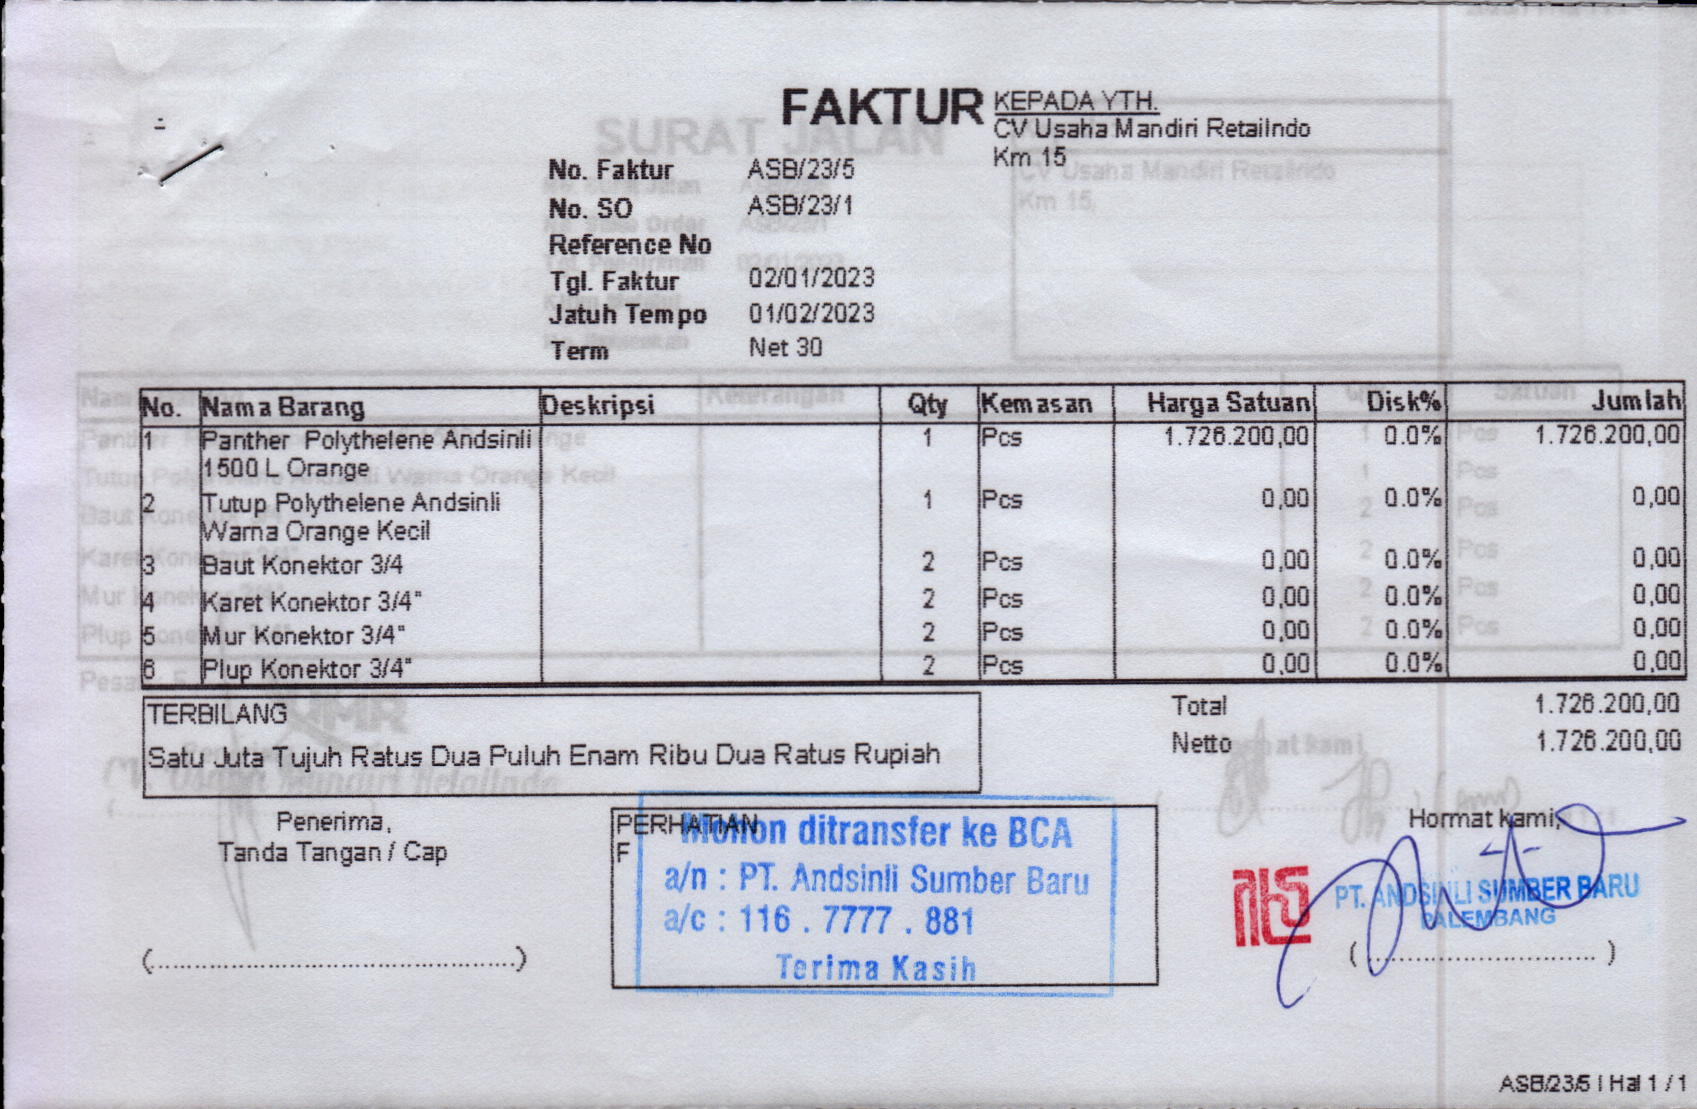 FAKTUR
KEPADA YTH.
CV Usaha Mandiri RetailIndo
Km 15
No. Faktur ASB/23/5
No. SO ASB/23/1
Reference No
Tgl. Faktur 02/01/2023
Jatuh Tempo 01/02/2023
Term Net 30
SURAT JALAN
CV Usaha Mandiri RetailIndo
Km 15,
No. Nama Barang Deskripsi Qty Kemasan Harga Satuan Disk% Jumlah
1 Panther Polythelene Andsinli 1 Pcs 1.726.200,00 0.0% 1.726.200,00
1500 L Orange
2 Tutup Polythelene Andsinli 1 Pcs 0,00 0.0% 0,00
Warna Orange Kecil
3 Baut Konektor 3/4 2 Pcs 0,00 0.0% 0,00
4 Karet Konektor 3/4" 2 Pcs 0,00 0.0% 0,00
5 Mur Konektor 3/4" 2 Pcs 0,00 0.0% 0,00
6 Plup Konektor 3/4" 2 Pcs 0,00 0.0% 0,00
TERBILANG
Satu Juta Tujuh Ratus Dua Puluh Enam Ribu Dua Ratus Rupiah
Total 1.726.200,00
Netto 1.726.200,00
Penerima,
Tanda Tangan / Cap
(............................................)
PERHATIAN
F
Mohon ditransfer ke BCA
a/n : PT. Andsinli Sumber Baru
a/c : 116 . 7777 . 881
Terima Kasih
Hormat kami,
PT. ANDSINLI SUMBER BARU
PALEMBANG
(............................)
ASB/23/5 | Hal 1 / 1